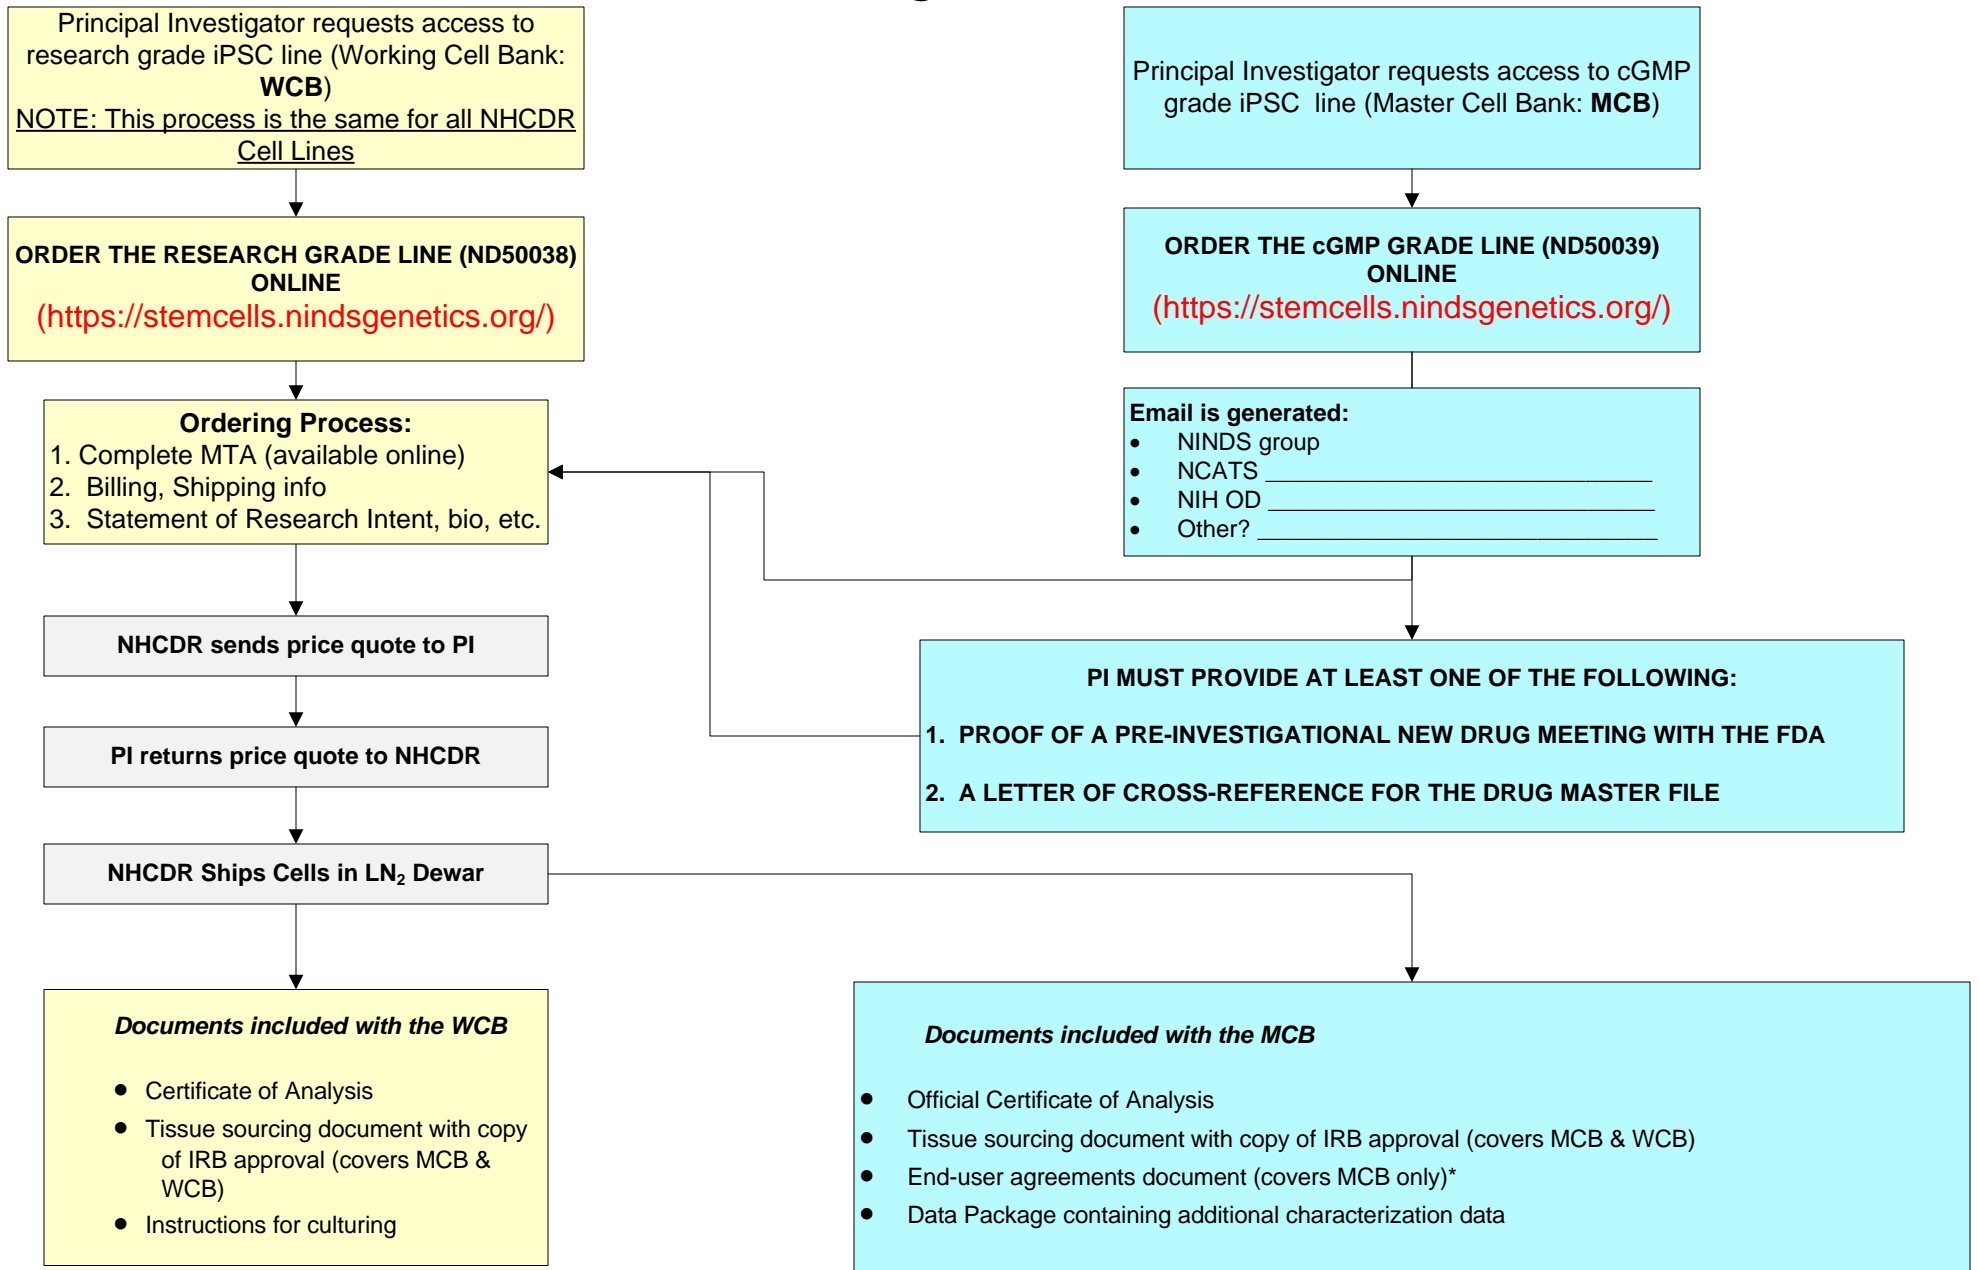 Principal Investigator requests access to
research grade iPSC line (Working Cell Bank:
WCB)
NOTE: This process is the same for all NHCDR
Cell Lines
ORDER THE RESEARCH GRADE LINE (ND50038)
ONLINE
(https://stemcells.nindsgenetics.org/)
Ordering Process:
1. Complete MTA (available online)
2. Billing, Shipping info
3. Statement of Research Intent, bio, etc.
NHCDR sends price quote to PI
PI returns price quote to NHCDR
NHCDR Ships Cells in LN₂ Dewar
Documents included with the WCB
• Certificate of Analysis
• Tissue sourcing document with copy
of IRB approval (covers MCB &
WCB)
• Instructions for culturing
Principal Investigator requests access to cGMP
grade iPSC line (Master Cell Bank: MCB)
ORDER THE cGMP GRADE LINE (ND50039)
ONLINE
(https://stemcells.nindsgenetics.org/)
Email is generated:
• NINDS group
• NCATS _______________________________
• NIH OD _______________________________
• Other? ________________________________
PI MUST PROVIDE AT LEAST ONE OF THE FOLLOWING:
1. PROOF OF A PRE-INVESTIGATIONAL NEW DRUG MEETING WITH THE FDA
2. A LETTER OF CROSS-REFERENCE FOR THE DRUG MASTER FILE
Documents included with the MCB
• Official Certificate of Analysis
• Tissue sourcing document with copy of IRB approval (covers MCB & WCB)
• End-user agreements document (covers MCB only)*
• Data Package containing additional characterization data